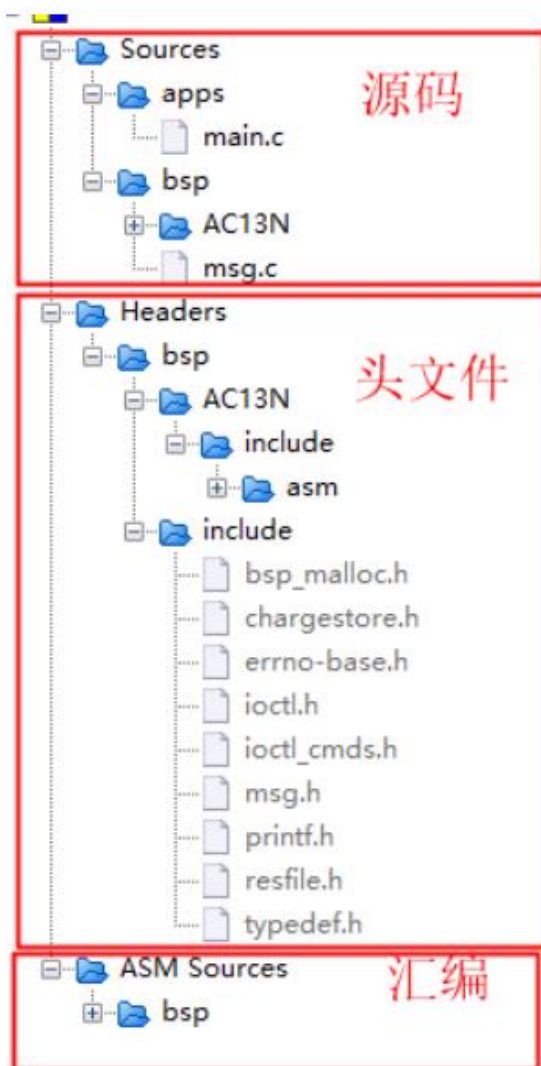 Sources
apps
源码
main.c
bsp
AC13N
msg.c
Headers
bsp
头文件
AC13N
include
asm
include
bsp_malloc.h
chargestore.h
errno-base.h
ioctl.h
ioctl_cmds.h
msg.h
printf.h
resfile.h
typedef.h
ASM Sources
汇编
bsp